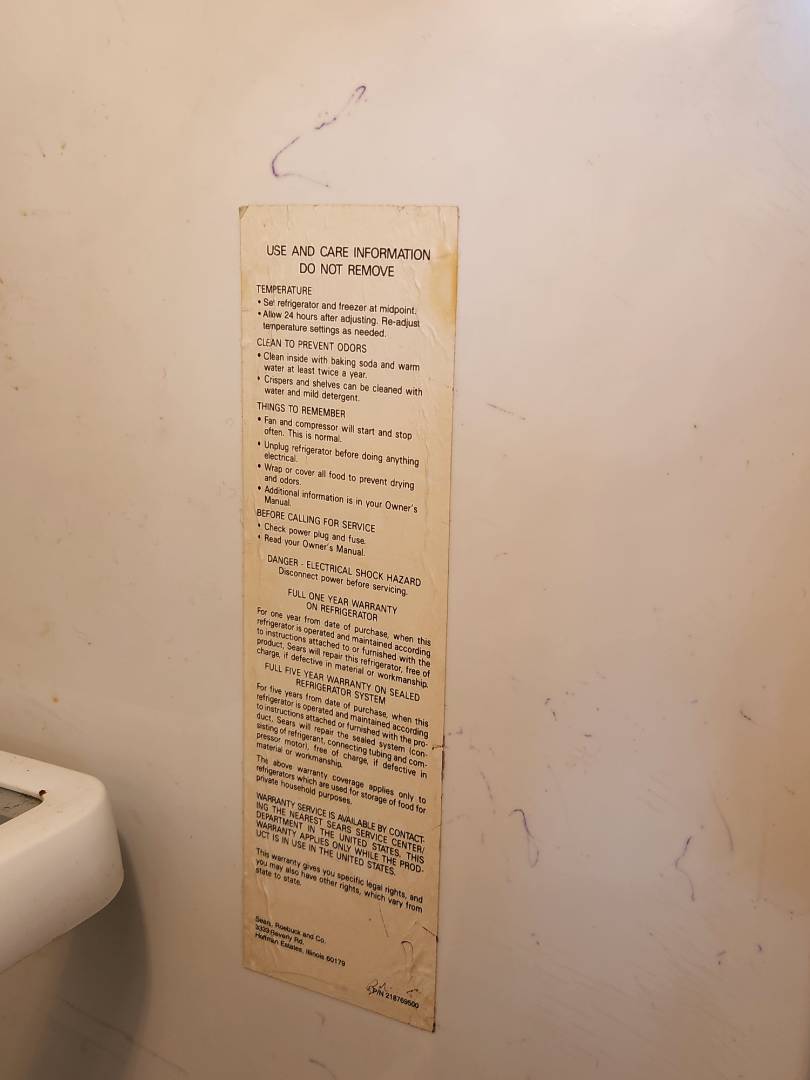 USE AND CARE INFORMATION
DO NOT REMOVE
TEMPERATURE
• Set refrigerator and freezer at midpoint.
• Allow 24 hours after adjusting. Re-adjust
temperature settings as needed.
CLEAN TO PREVENT ODORS
• Clean inside with baking soda and warm
water at least twice a year.
• Crispers and shelves can be cleaned with
water and mild detergent.
THINGS TO REMEMBER
• Fan and compressor will start and stop
often. This is normal.
• Unplug refrigerator before doing anything
electrical.
• Wrap or cover all food to prevent drying
and odors.
• Additional information is in your Owner's
Manual.
BEFORE CALLING FOR SERVICE
• Check power plug and fuse.
• Read your Owner's Manual.
DANGER - ELECTRICAL SHOCK HAZARD
Disconnect power before servicing.
FULL ONE YEAR WARRANTY
ON REFRIGERATOR
For one year from date of purchase, when this
refrigerator is operated and maintained according
to instructions attached to or furnished with the
product, Sears will repair this refrigerator, free of
charge, if defective in material or workmanship.
FULL FIVE YEAR WARRANTY ON SEALED
REFRIGERATOR SYSTEM
For five years from date of purchase, when this
refrigerator is operated and maintained according
to instructions attached or furnished with the pro-
duct, Sears will repair the sealed system (con-
sisting of refrigerant, connecting tubing and com-
pressor motor), free of charge, if defective in
material or workmanship.
The above warranty coverage applies only to
refrigerators which are used for storage of food for
private household purposes.
WARRANTY SERVICE IS AVAILABLE BY CONTACT-
ING THE NEAREST SEARS SERVICE CENTER/
DEPARTMENT IN THE UNITED STATES. THIS
WARRANTY APPLIES ONLY WHILE THE PROD-
UCT IS IN USE IN THE UNITED STATES.
This warranty gives you specific legal rights, and
you may also have other rights, which vary from
state to state.
Sears, Roebuck and Co.
3333 Beverly Rd.
Hoffman Estates, Illinois 60179
P/N 218769500